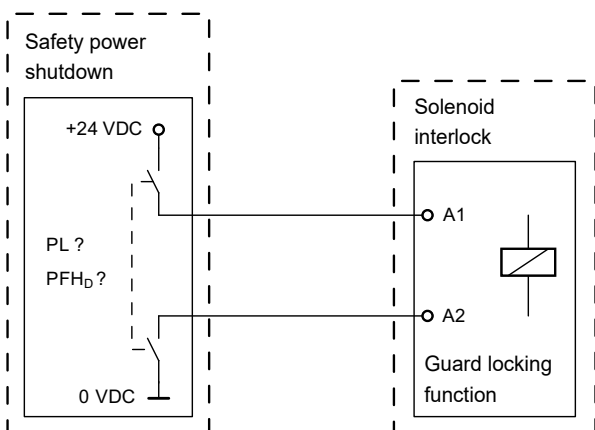 Safety power
shutdown
+24 VDC
PL ?
PFHD ?
0 VDC
Solenoid
interlock
A1
A2
Guard locking
function